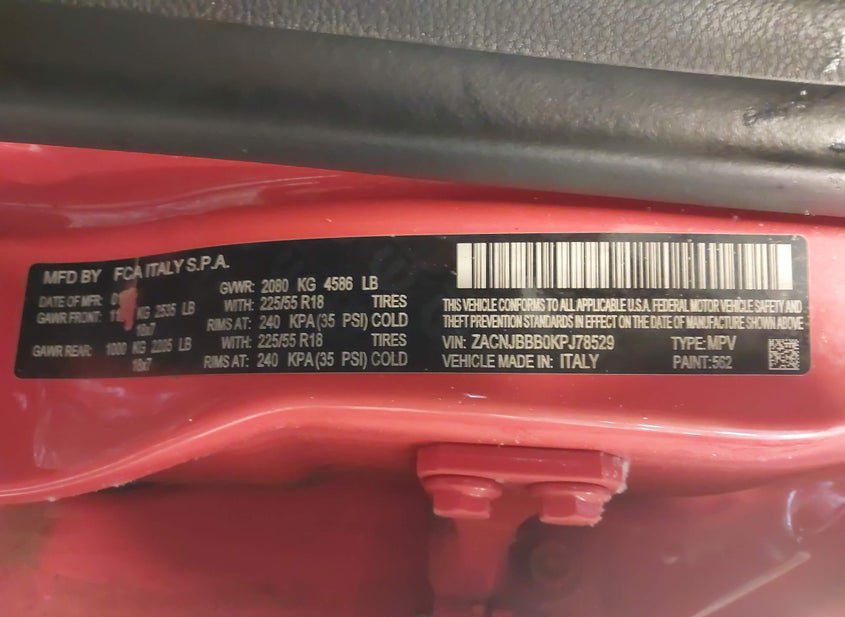 MFD BY FCA ITALY S.P.A.
DATE OF MFR:
GAWR FRONT: KG 2535 LB
18x7
GAWR REAR: 1000 KG 2205 LB
18x7
GVWR: 2080 KG 4586 LB
WITH: 225/55 R18 TIRES
RIMS AT: 240 KPA(35 PSI) COLD
WITH: 225/55 R18 TIRES
RIMS AT: 240 KPA(35 PSI) COLD
THIS VEHICLE CONFORMS TO ALL APPLICABLE U.S.A. FEDERAL MOTOR VEHICLE SAFETY AND
THEFT PREVENTION STANDARDS IN EFFECT ON THE DATE OF MANUFACTURE SHOWN ABOVE
VIN: ZACNJBBB0KPJ78529 TYPE: MPV
VEHICLE MADE IN: ITALY PAINT:562